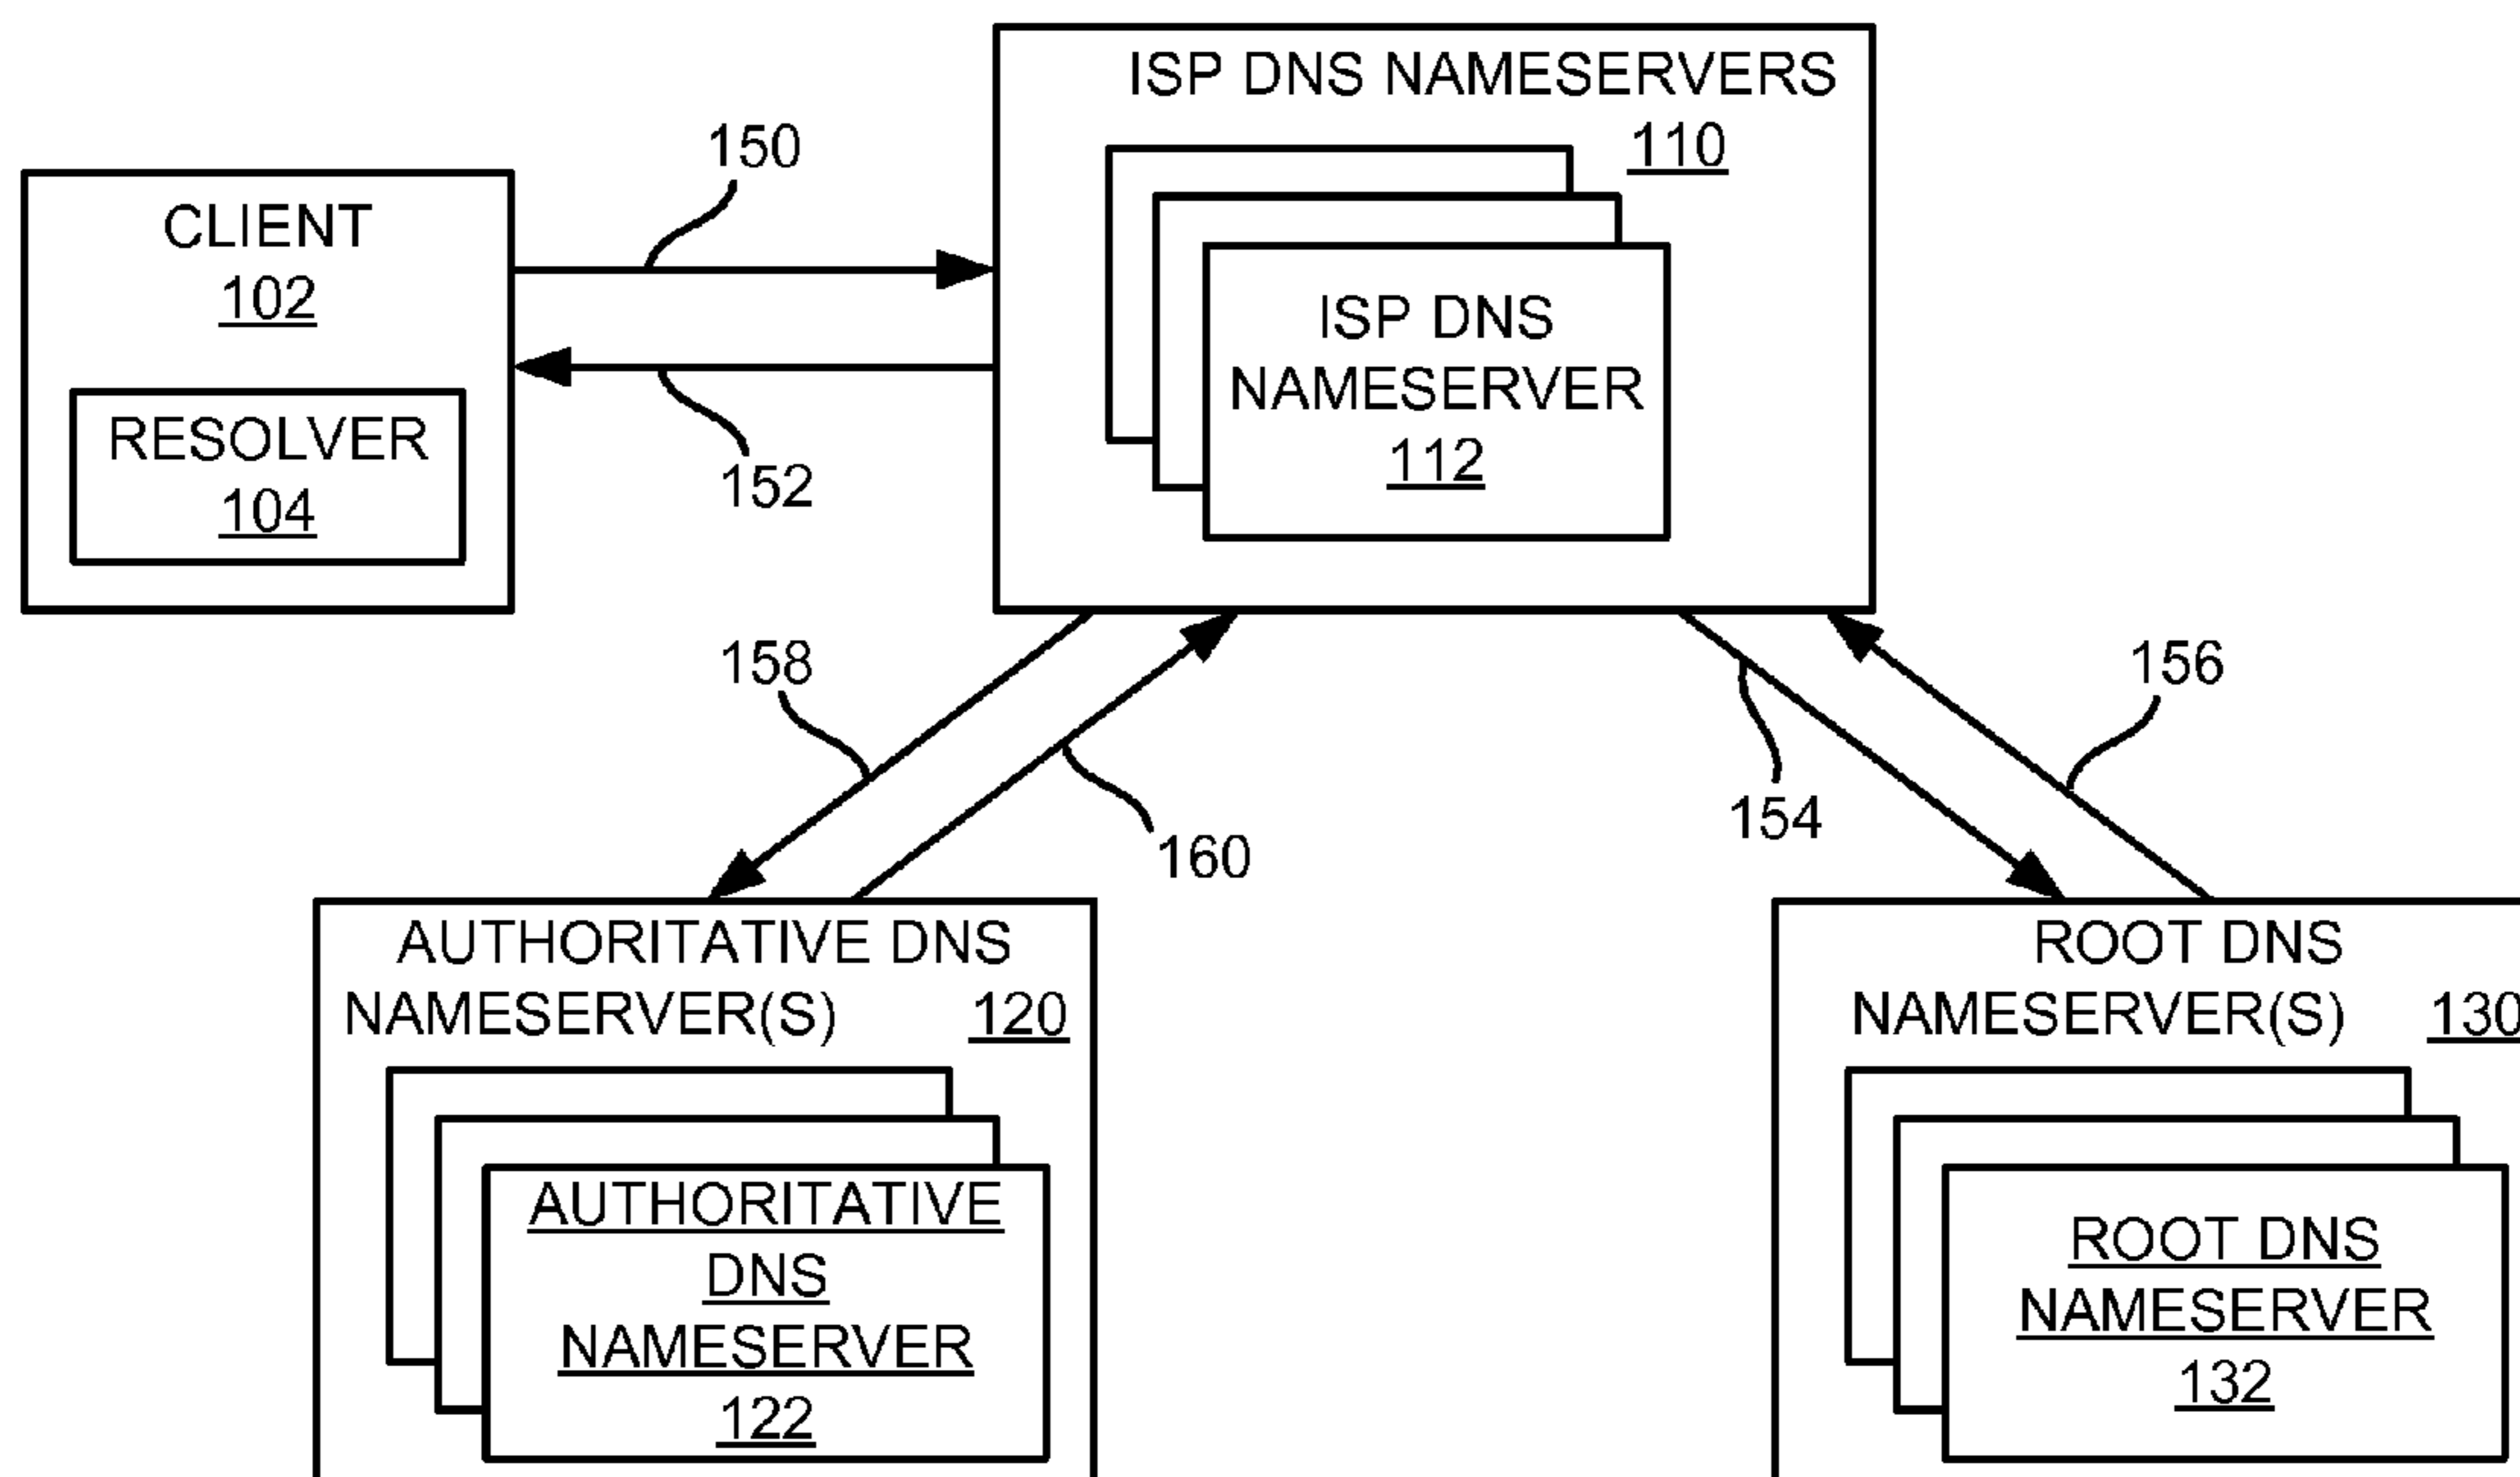 ISP DNS NAMESERVERS
110
150
CLIENT
102
ISP DNS
NAMESERVER
112
RESOLVER
104
152
158
156
154
160
AUTHORITATIVE DNS
NAMESERVER(S) 120
ROOT DNS
NAMESERVER(S) 130
AUTHORITATIVE
DNS
NAMESERVER
122
ROOT DNS
NAMESERVER
132